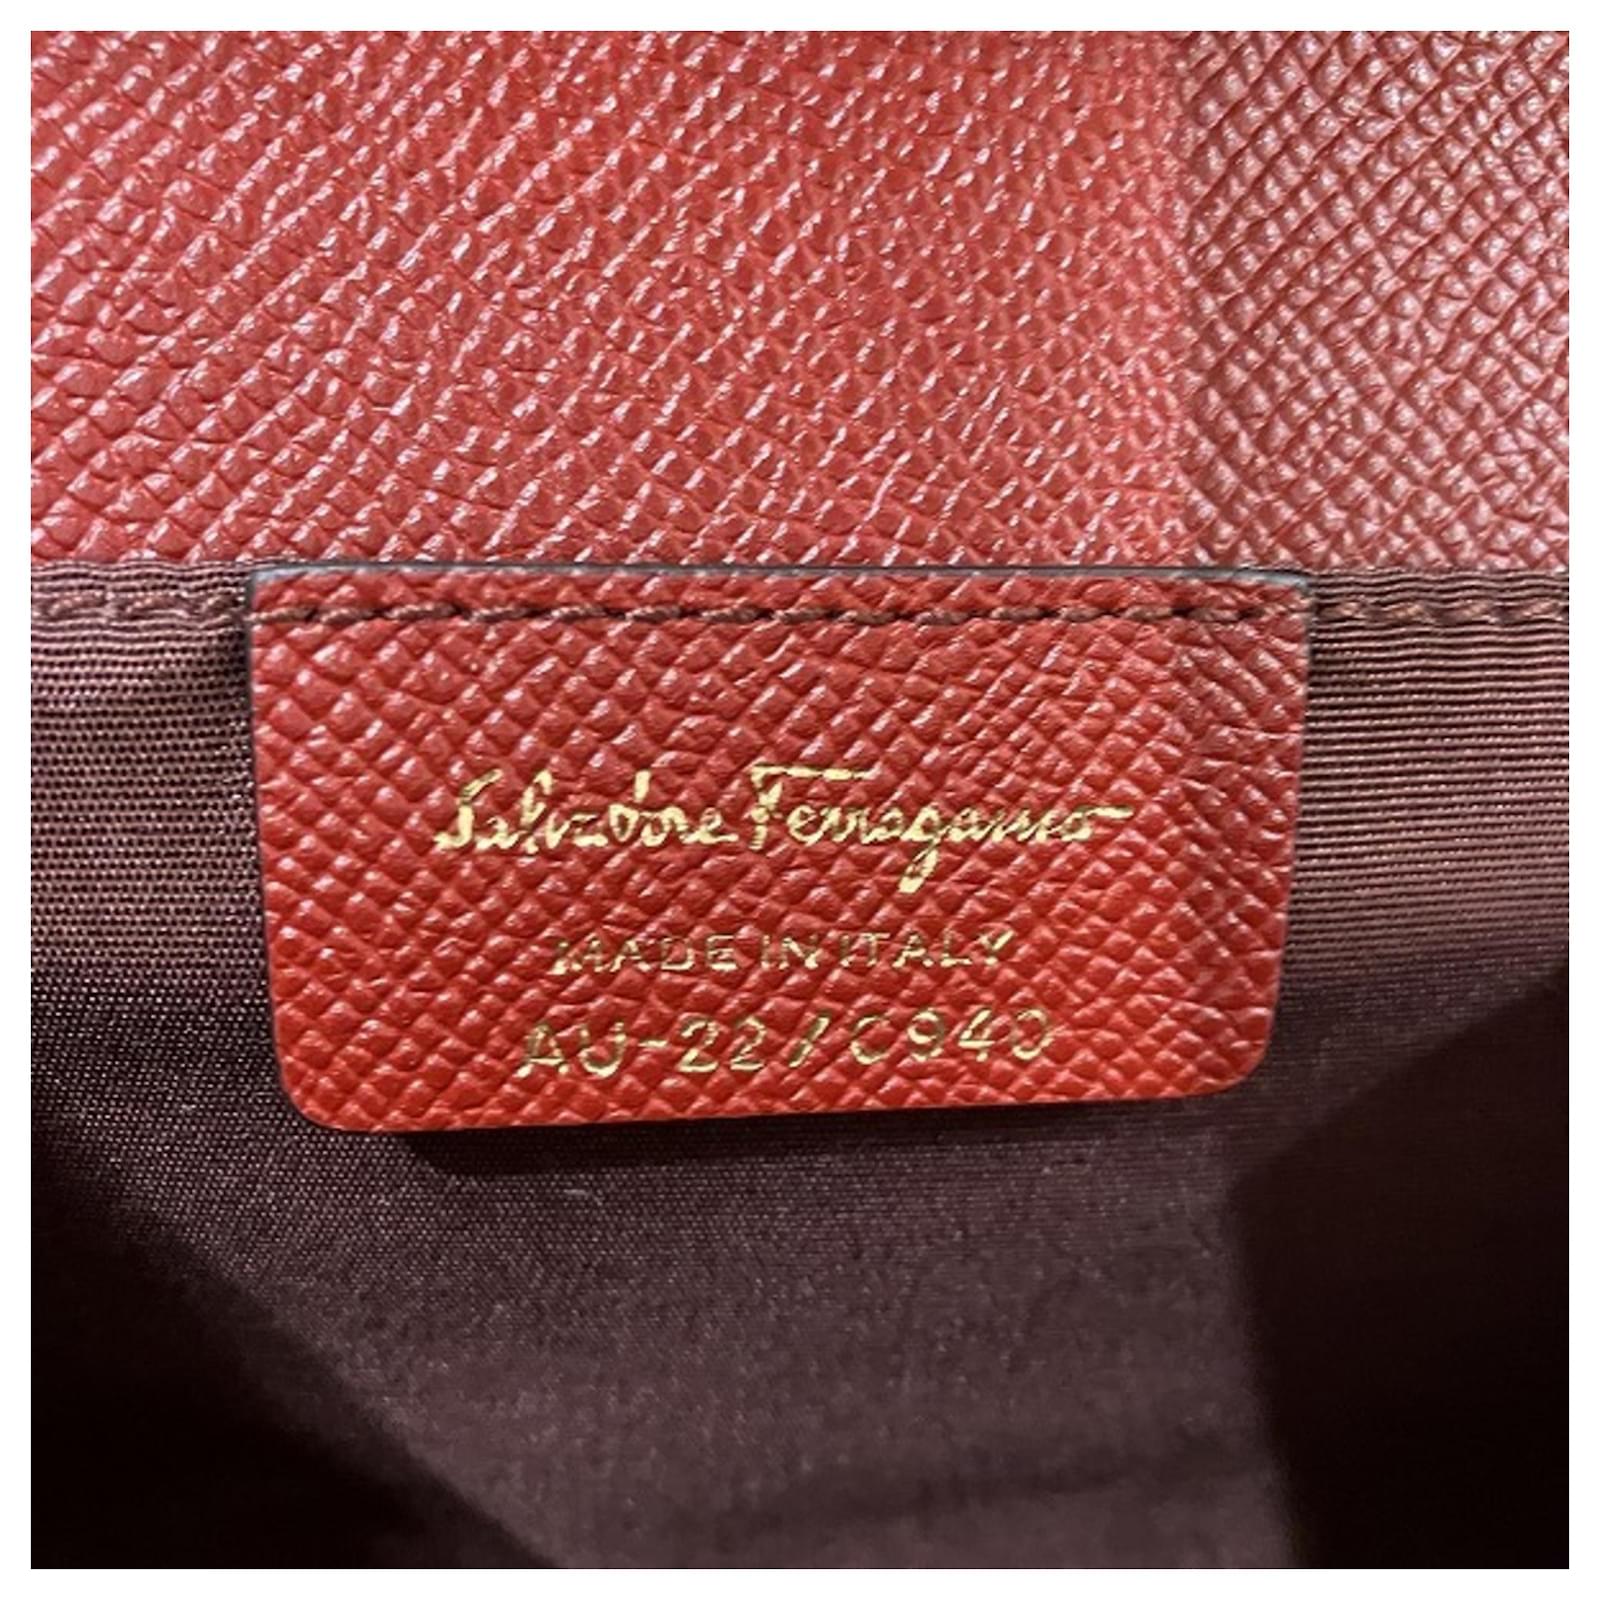 Salvatore Ferragamo
MADE IN ITALY
AU-22/0940